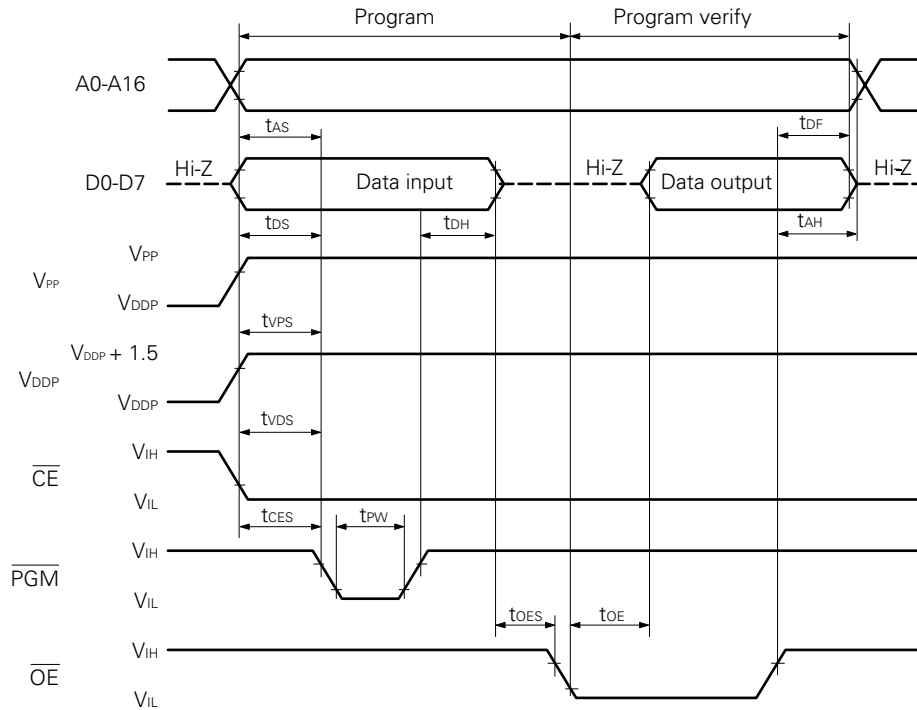 Program
Program verify
A0-A16
tAS
tDF
D0-D7
Hi-Z
Data input
Hi-Z
Data output
Hi-Z
tDS
tDH
tAH
VPP
VPP
VDDP
tVPS
VDDP + 1.5
VDDP
VDDP
tVDS
CE
VIH
VIL
tCES
tPW
PGM
VIH
VIL
tOES
tOE
OE
VIH
VIL